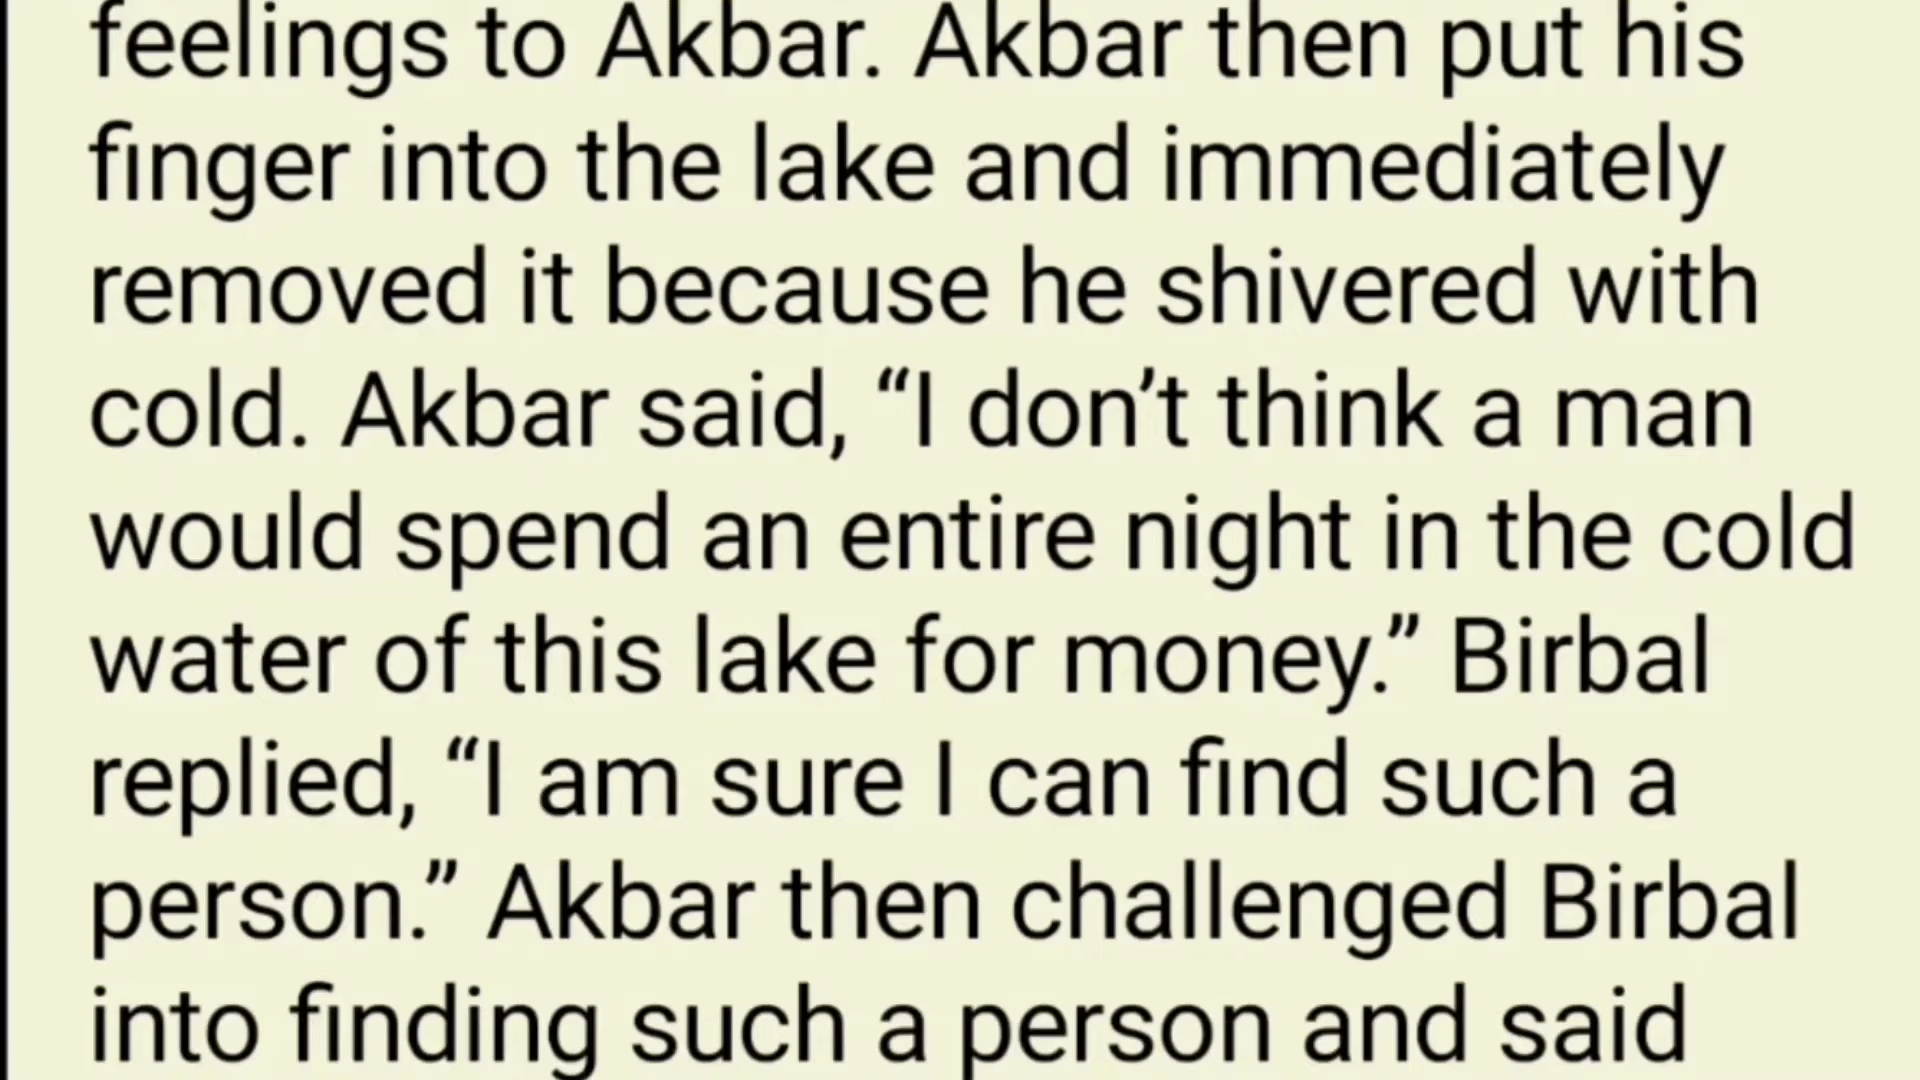 feelings to Akbar. Akbar then put his
finger into the lake and immediately
removed it because he shivered with
cold. Akbar said, “I don’t think a man
would spend an entire night in the cold
water of this lake for money.” Birbal
replied, “I am sure I can find such a
person.” Akbar then challenged Birbal
into finding such a person and said